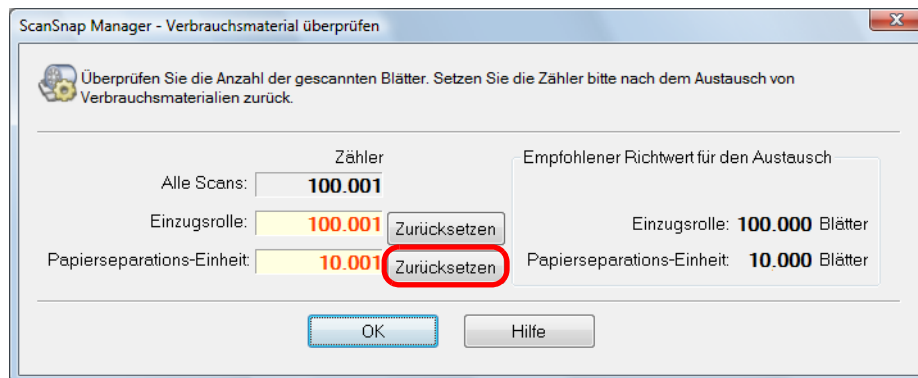 ScanSnap Manager - Verbrauchsmaterial überprüfen
Überprüfen Sie die Anzahl der gescannten Blätter. Setzen Sie die Zähler bitte nach dem Austausch von
Verbrauchsmaterialien zurück.
Zähler
Alle Scans: 100.001
Einzugsrolle: 100.001 Zurücksetzen
Papierseparations-Einheit: 10.001 Zurücksetzen
Empfohlener Richtwert für den Austausch
Einzugsrolle: 100.000 Blätter
Papierseparations-Einheit: 10.000 Blätter
OK Hilfe